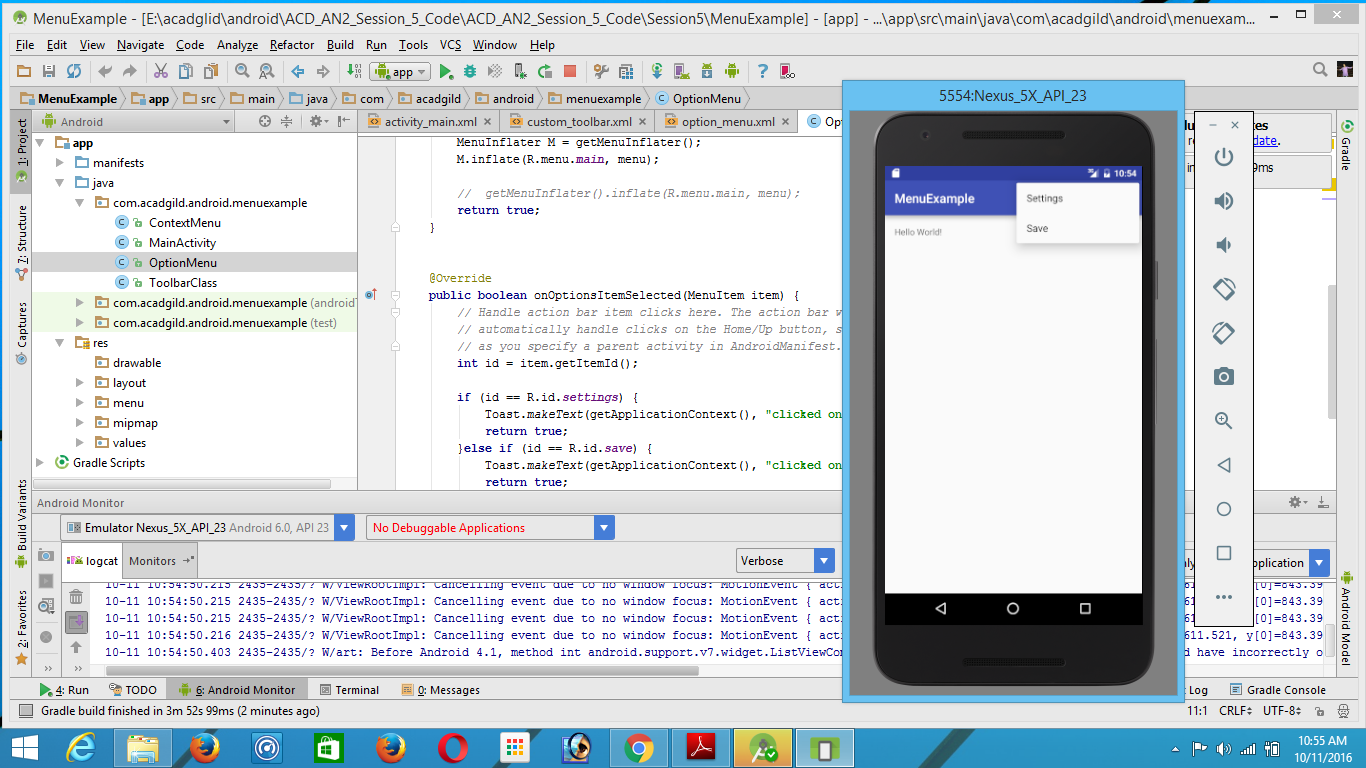 MenuExample - [E:\acadglid\android\ACD_AN2_Session_5_Code\ACD_AN2_Session_5_Code\Session5\MenuExample] - [app] - ...\app\src\main\java\com\acadgild\android\menuexam...
File Edit View Navigate Code Analyze Refactor Build Run Tools VCS Window Help
app
MenuExample app src main java com acadgild android menuexample OptionMenu
5554:Nexus_5X_API_23
1: Project
7: Structure
Captures
Build Variants
2: Favorites
Android
app
manifests
java
com.acadgild.android.menuexample
ContextMenu
MainActivity
OptionMenu
ToolbarClass
com.acadgild.android.menuexample (android
com.acadgild.android.menuexample (test)
res
drawable
layout
menu
mipmap
values
Gradle Scripts
activity_main.xml custom_toolbar.xml option_menu.xml Op
MenuInflater M = getMenuInflater();
M.inflate(R.menu.main, menu);
// getMenuInflater().inflate(R.menu.main, menu);
return true;
}
@Override
public boolean onOptionsItemSelected(MenuItem item) {
// Handle action bar item clicks here. The action bar w
// automatically handle clicks on the Home/Up button, s
// as you specify a parent activity in AndroidManifest.
int id = item.getItemId();
if (id == R.id.settings) {
Toast.makeText(getApplicationContext(), "clicked on
return true;
}else if (id == R.id.save) {
Toast.makeText(getApplicationContext(), "clicked on
return true;
10:54
MenuExample
Settings
Save
Hello World!
date.
9ms
Gradle
Android Model
Android Monitor
Emulator Nexus_5X_API_23 Android 6.0, API 23
No Debuggable Applications
logcat Monitors
Verbose
pplication
10-11 10:54:50.215 2435-2435/? W/ViewRootImpl: Cancelling event due to no window focus: MotionEvent { acti [0]=843.39
10-11 10:54:50.215 2435-2435/? W/ViewRootImpl: Cancelling event due to no window focus: MotionEvent { acti [0]=843.39
10-11 10:54:50.215 2435-2435/? W/ViewRootImpl: Cancelling event due to no window focus: MotionEvent { acti [0]=843.39
10-11 10:54:50.216 2435-2435/? W/ViewRootImpl: Cancelling event due to no window focus: MotionEvent { acti 611.521, y[0]=843.39
10-11 10:54:50.403 2435-2435/? W/art: Before Android 4.1, method int android.support.v7.widget.ListViewCom d have incorrectly o
4: Run TODO 6: Android Monitor Terminal 0: Messages Log Gradle Console
Gradle build finished in 3m 52s 99ms (2 minutes ago) 11:1 CRLF UTF-8
10:55 AM
10/11/2016